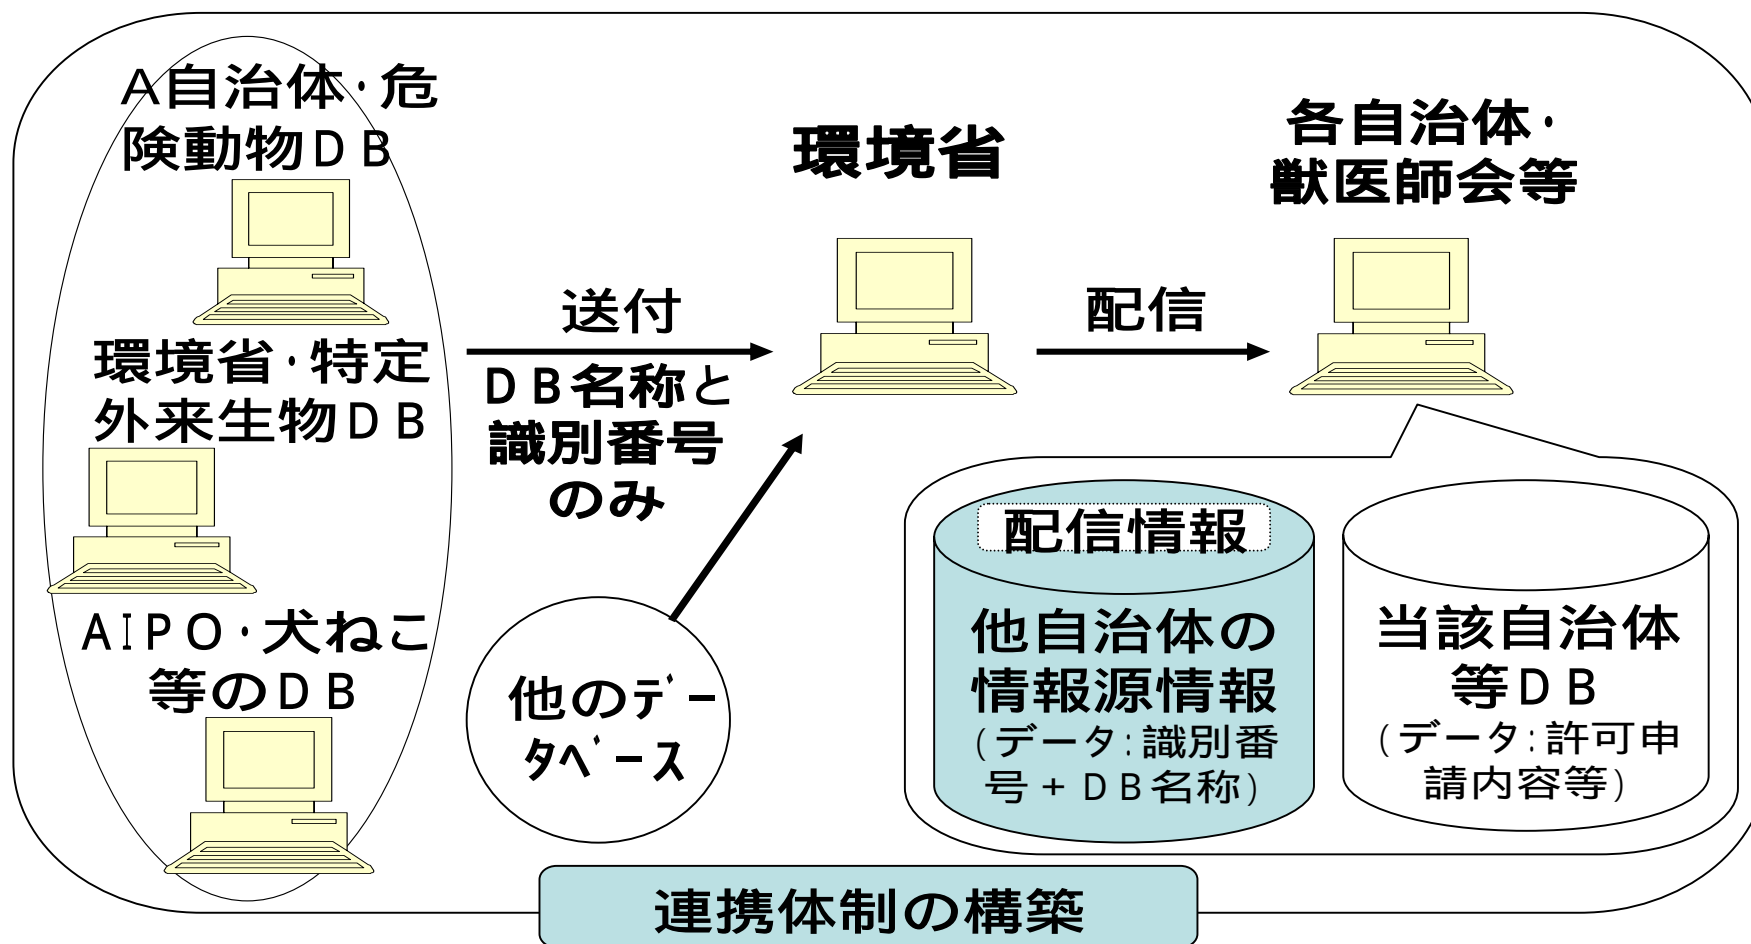 A自治体・危
険動物DB
環境省・特定
外来生物DB
AIPO・犬ねこ
等のDB
送付
DB名称と
識別番号
のみ
他のﾃﾞｰ
ﾀﾍﾞｰｽ
環境省
配信
各自治体・
獣医師会等
配信情報
他自治体の
情報源情報
(データ:識別番
号+DB名称)
当該自治体
等DB
(データ:許可申
請内容等)
連携体制の構築